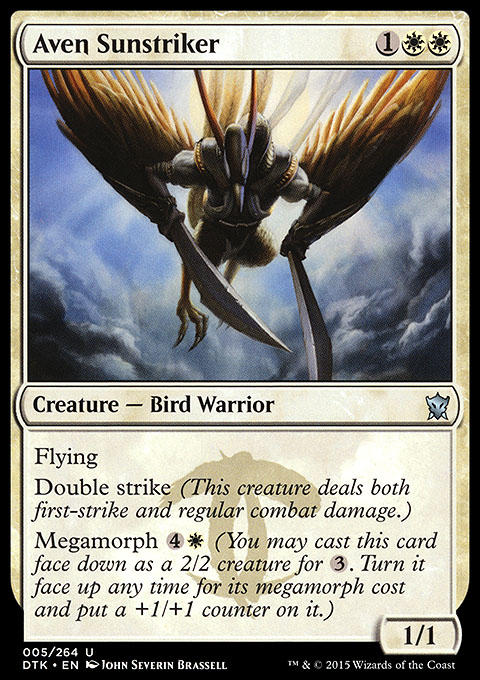 Aven Sunstriker 1
Creature — Bird Warrior
Flying
Double strike (This creature deals both
first-strike and regular combat damage.)
Megamorph 4 (You may cast this card
face down as a 2/2 creature for 3. Turn it
face up any time for its megamorph cost
and put a +1/+1 counter on it.)
1/1
005/264 U
DTK • EN John Severin Brassell
™ & © 2015 Wizards of the Coast